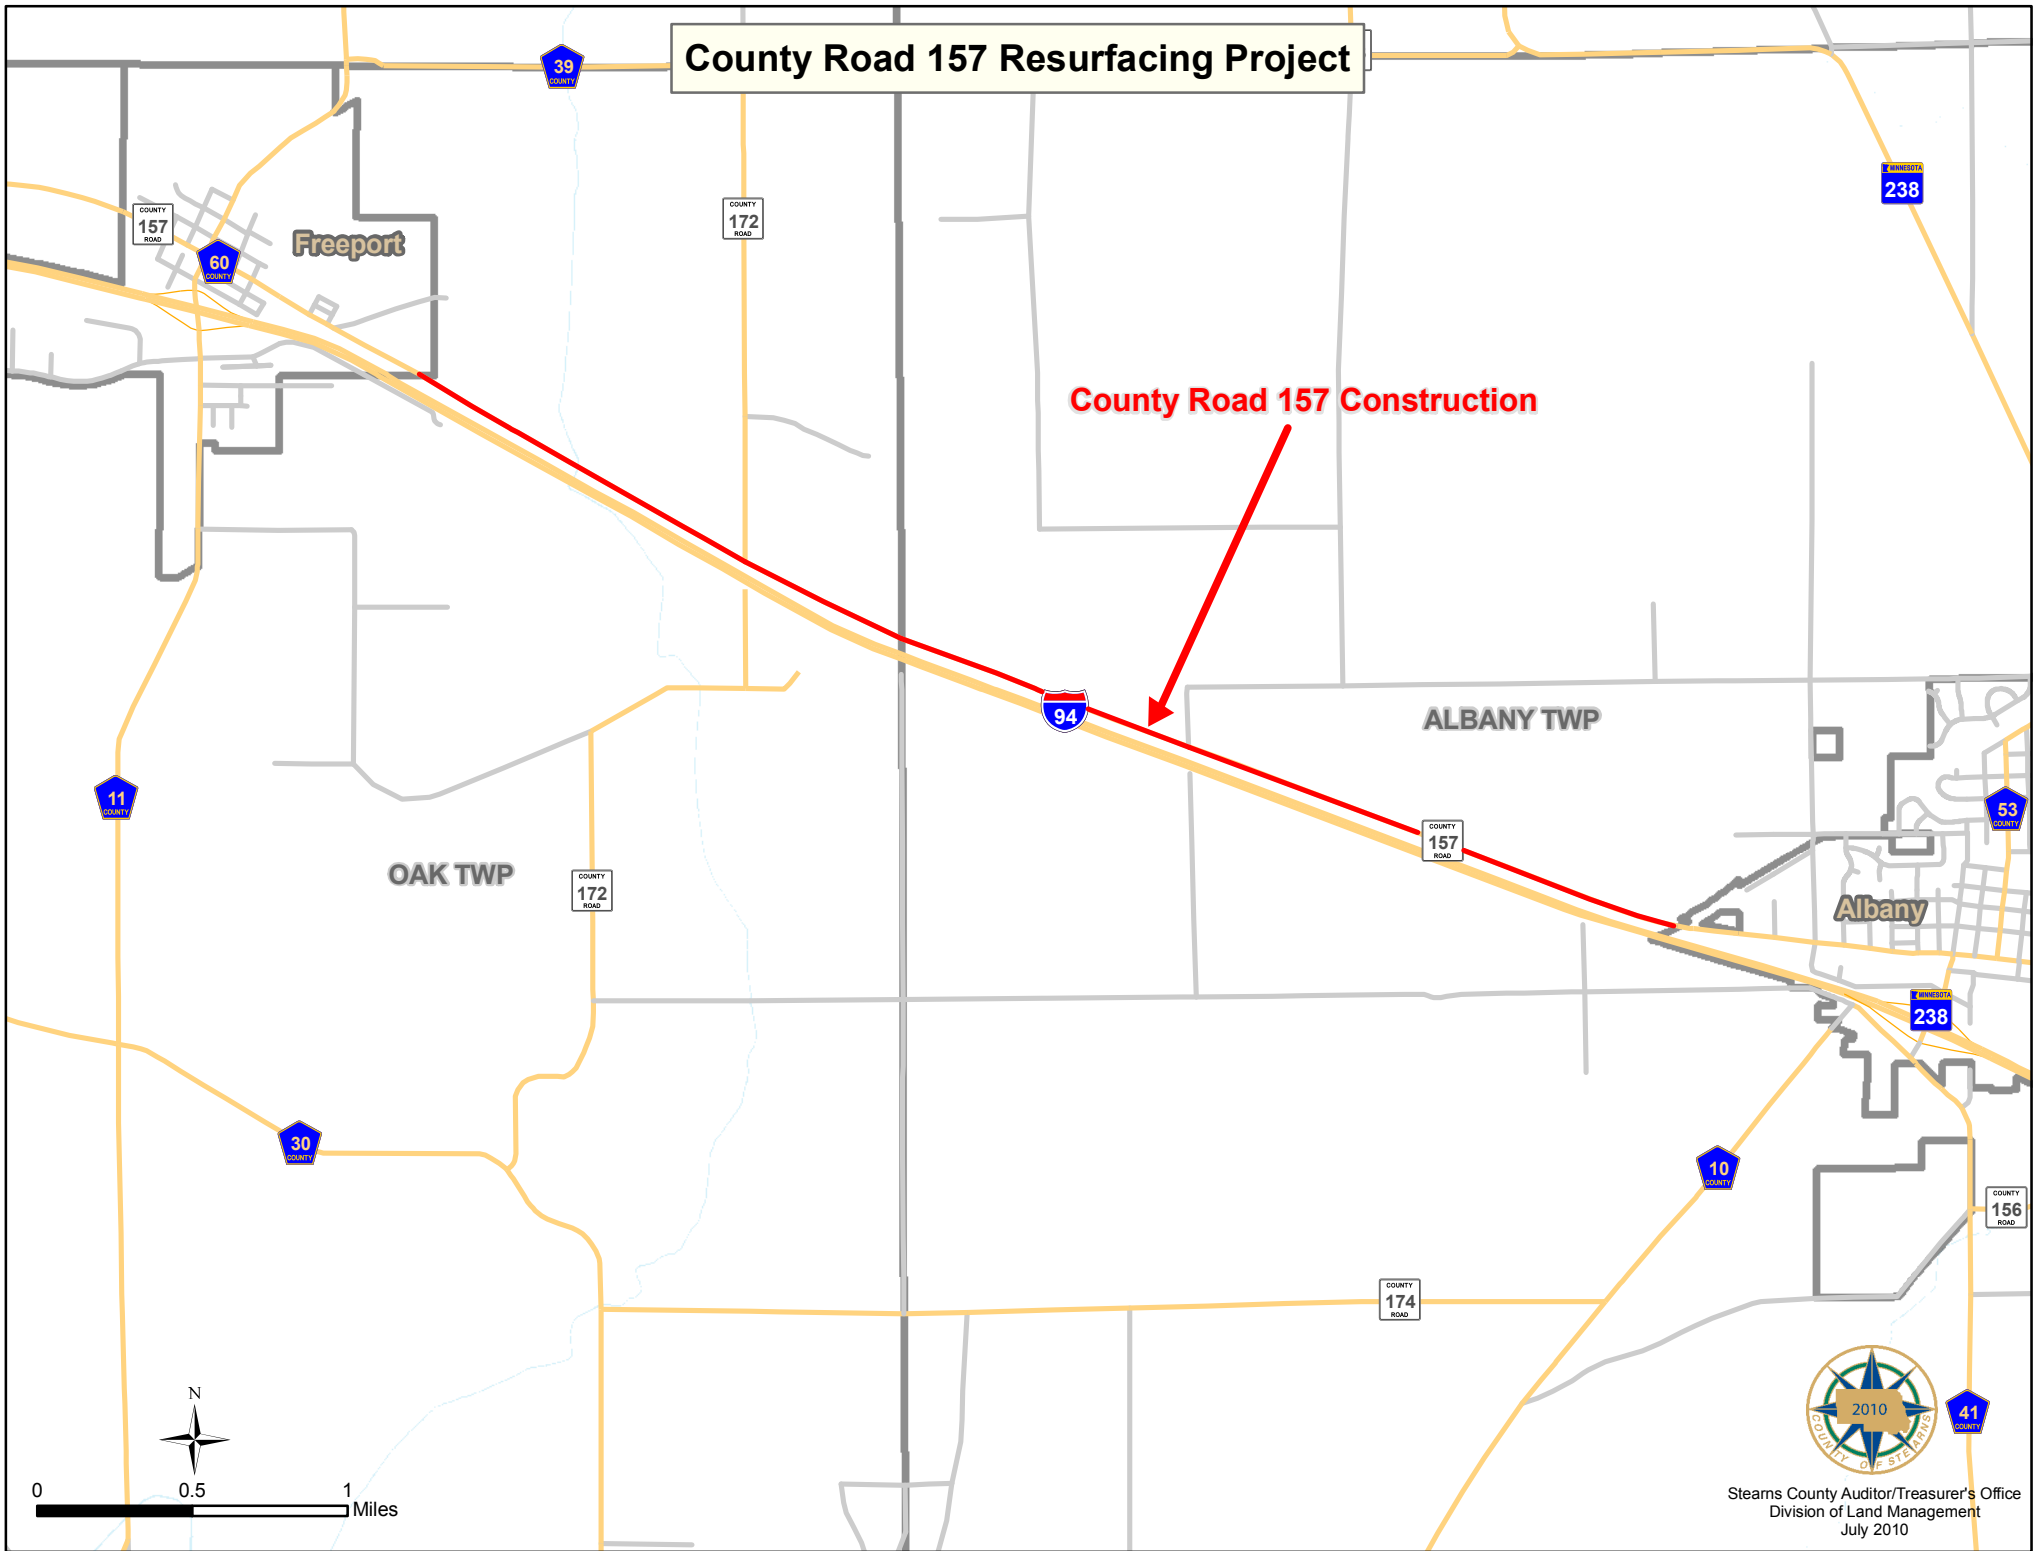 County Road 157 Resurfacing Project
39
COUNTY
MINNESOTA
238
COUNTY
157
ROAD
COUNTY
172
ROAD
Freeport
60
COUNTY
County Road 157 Construction
94
ALBANY TWP
11
COUNTY
53
COUNTY
COUNTY
157
ROAD
OAK TWP
COUNTY
172
ROAD
Albany
MINNESOTA
238
30
COUNTY
10
COUNTY
COUNTY
156
ROAD
COUNTY
174
ROAD
N
2010
COUNTY OF STEARNS
41
COUNTY
0 0.5 1
Miles
Stearns County Auditor/Treasurer's Office
Division of Land Management
July 2010